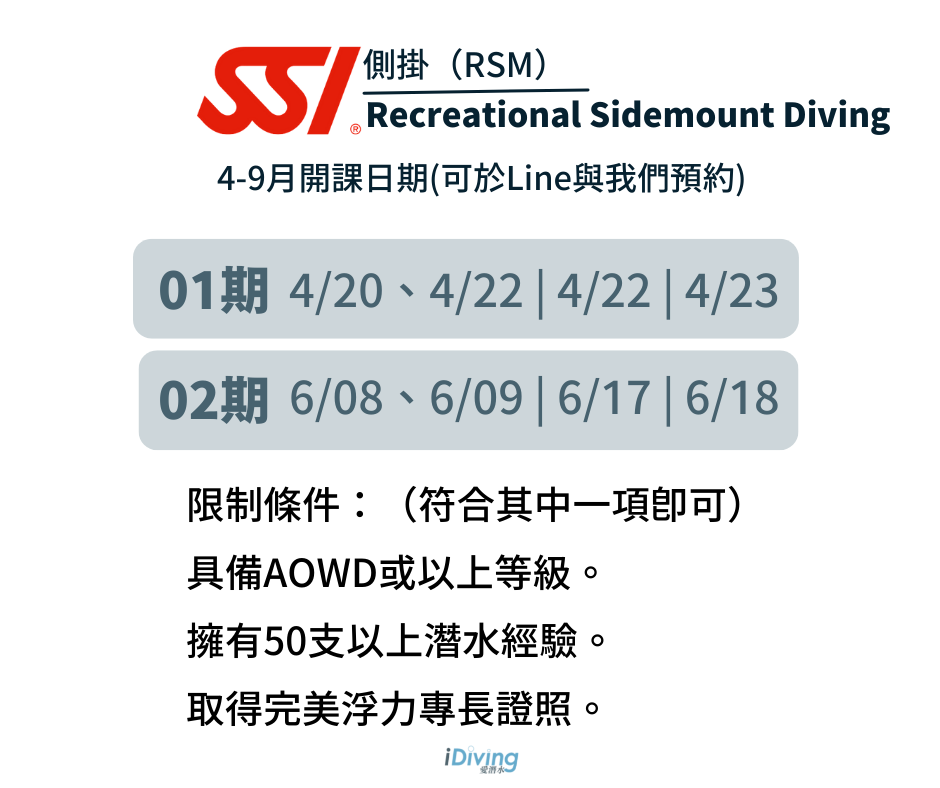 SSI®
側掛（RSM）
Recreational Sidemount Diving
4-9月開課日期(可於Line與我們預約)
01期 4/20、4/22 | 4/22 | 4/23
02期 6/08、6/09 | 6/17 | 6/18
限制條件：（符合其中一項即可）
具備AOWD或以上等級。
擁有50支以上潛水經驗。
取得完美浮力專長證照。
iDiving
愛潛水